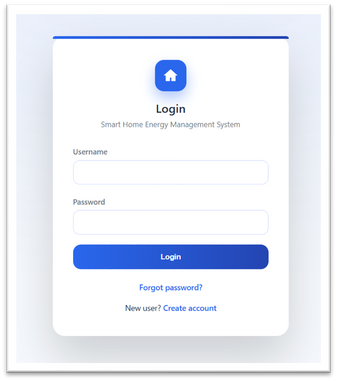 Login
Smart Home Energy Management System
Username
Password
Login
Forgot password?
New user? Create account